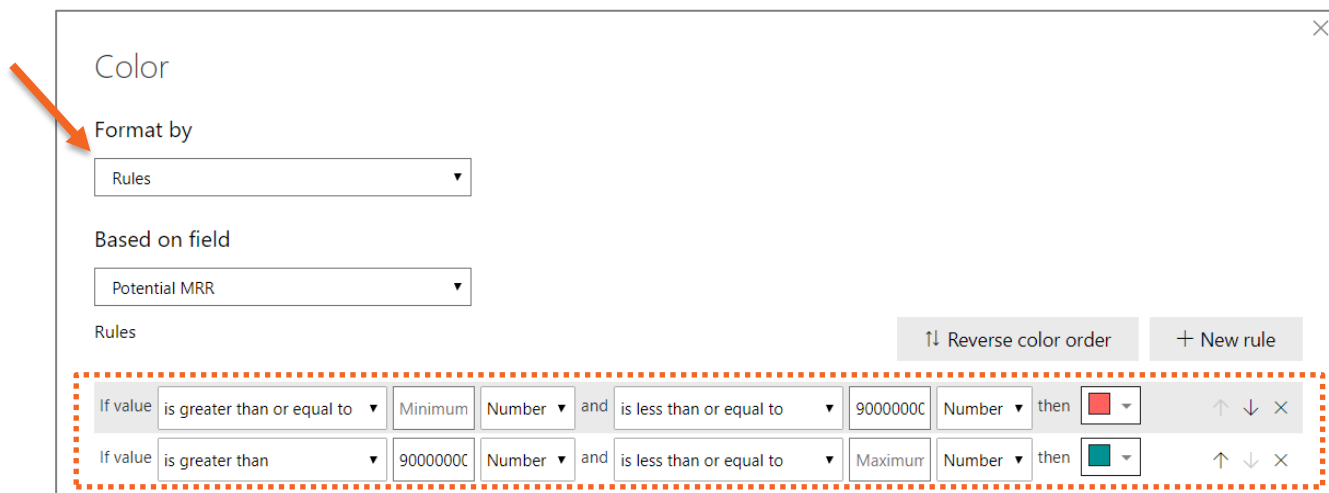 Color
Format by
Rules
Based on field
Potential MRR
Rules
Reverse color order
+ New rule
If value is greater than or equal to Minimum Number and is less than or equal to 90000000 Number then
If value is greater than 90000000 Number and is less than or equal to Maximum Number then